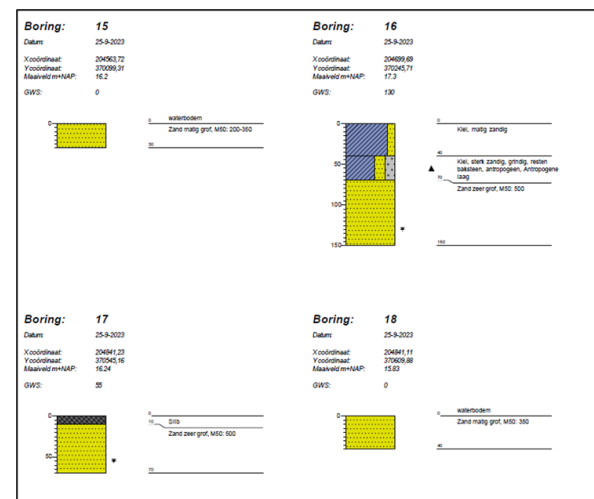 Boring: 15
Datum: 25-9-2023
Xcoördinaat: 204563,72
Ycoördinaat: 370099,31
Maaiveld m+NAP: 16.2
GWS: 0
0
0
waterbodem
Zand matig grof, M50: 200-350
30
Boring: 16
Datum: 25-9-2023
Xcoördinaat: 204699,69
Ycoördinaat: 370245,71
Maaiveld m+NAP: 17.3
GWS: 130
0
50
100
150
0
Klei, matig zandig
40
Klei, sterk zandig, grindig, resten
baksteen, antropogeen, Antropogene
laag
70
Zand zeer grof, M50: 500
150
Boring: 17
Datum: 25-9-2023
Xcoördinaat: 204841,23
Ycoördinaat: 370545,16
Maaiveld m+NAP: 16.24
GWS: 55
0
50
0
Slib
10
Zand zeer grof, M50: 500
70
Boring: 18
Datum: 25-9-2023
Xcoördinaat: 204841,11
Ycoördinaat: 370609,88
Maaiveld m+NAP: 15.83
GWS: 0
0
0
waterbodem
Zand matig grof, M50: 350
40